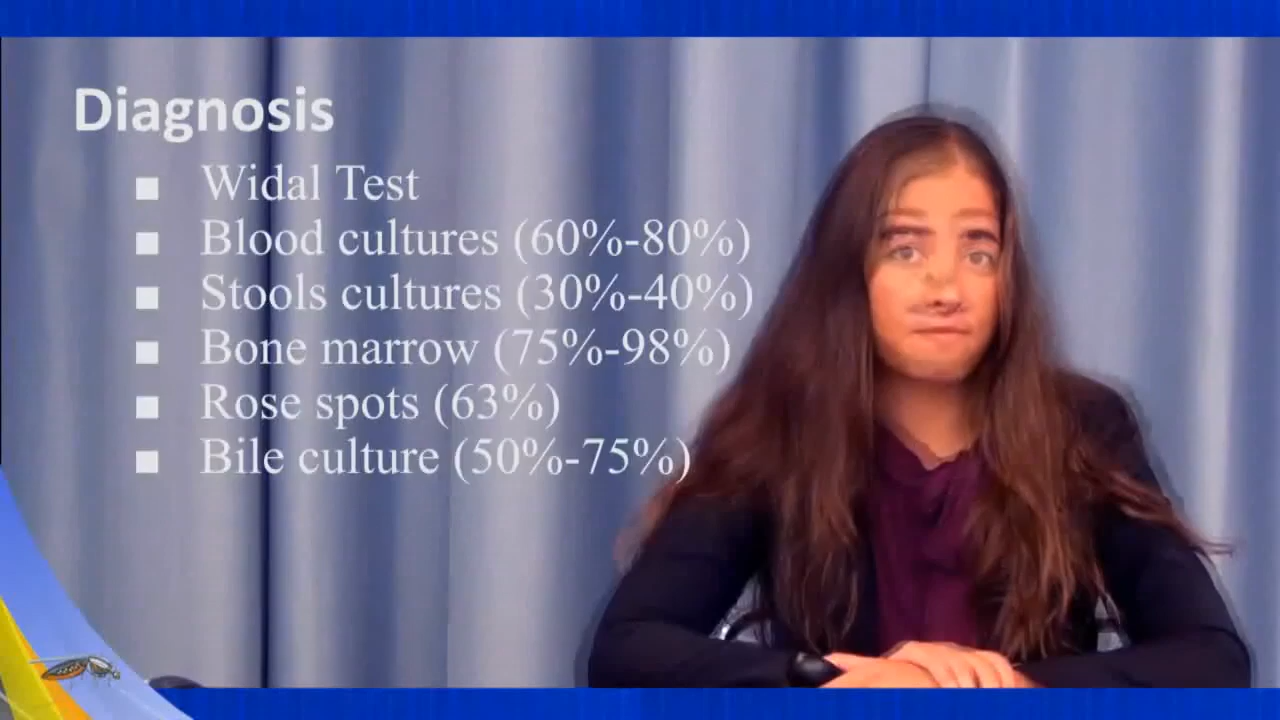 Diagnosis
■ Widal Test
■ Blood cultures (60%-80%)
■ Stools cultures (30%-40%)
■ Bone marrow (75%-98%)
■ Rose spots (63%)
■ Bile culture (50%-75%)